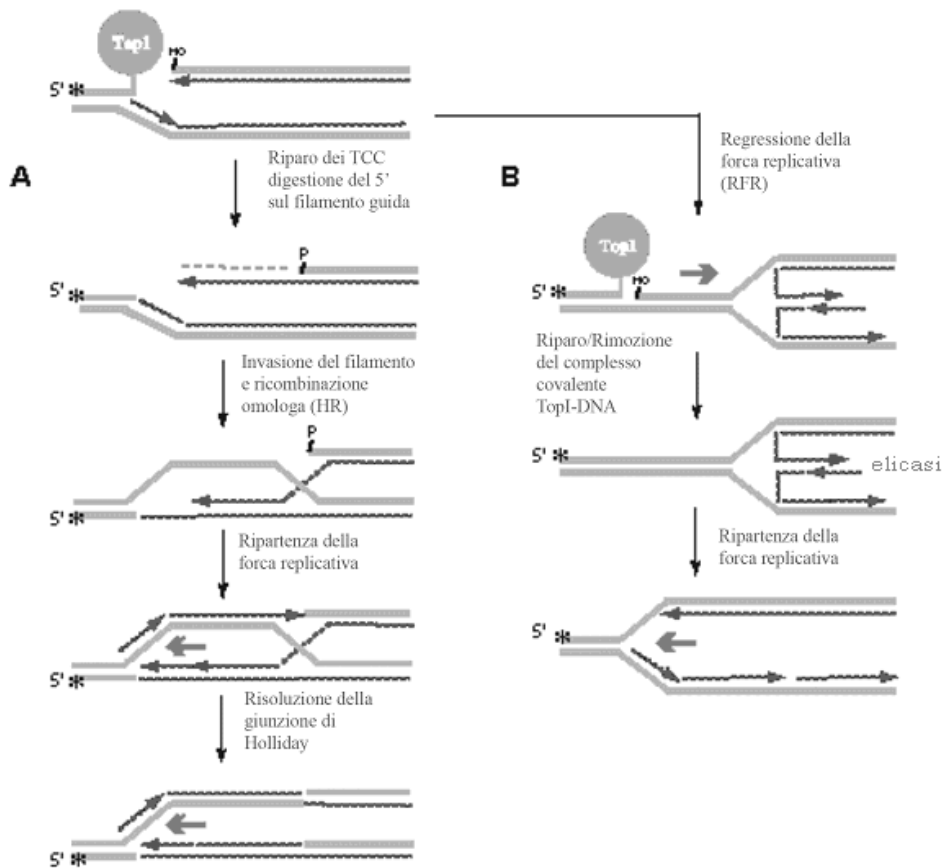 Top1
HO
5' *
A
Riparo dei TCC
digestione del 5'
sul filamento guida
P
5' *
Invasione del filamento
e ricombinazione
omologa (HR)
P
5' *
Ripartenza della
forca replicativa
5' *
Risoluzione della
giunzione di
Holliday
5' *
B
Regressione della
forca replicativa
(RFR)
Top1
HO
5' *
Riparo/Rimozione
del complesso
covalente
TopI-DNA
5' *
elicasi
Ripartenza della
forca replicativa
5' *